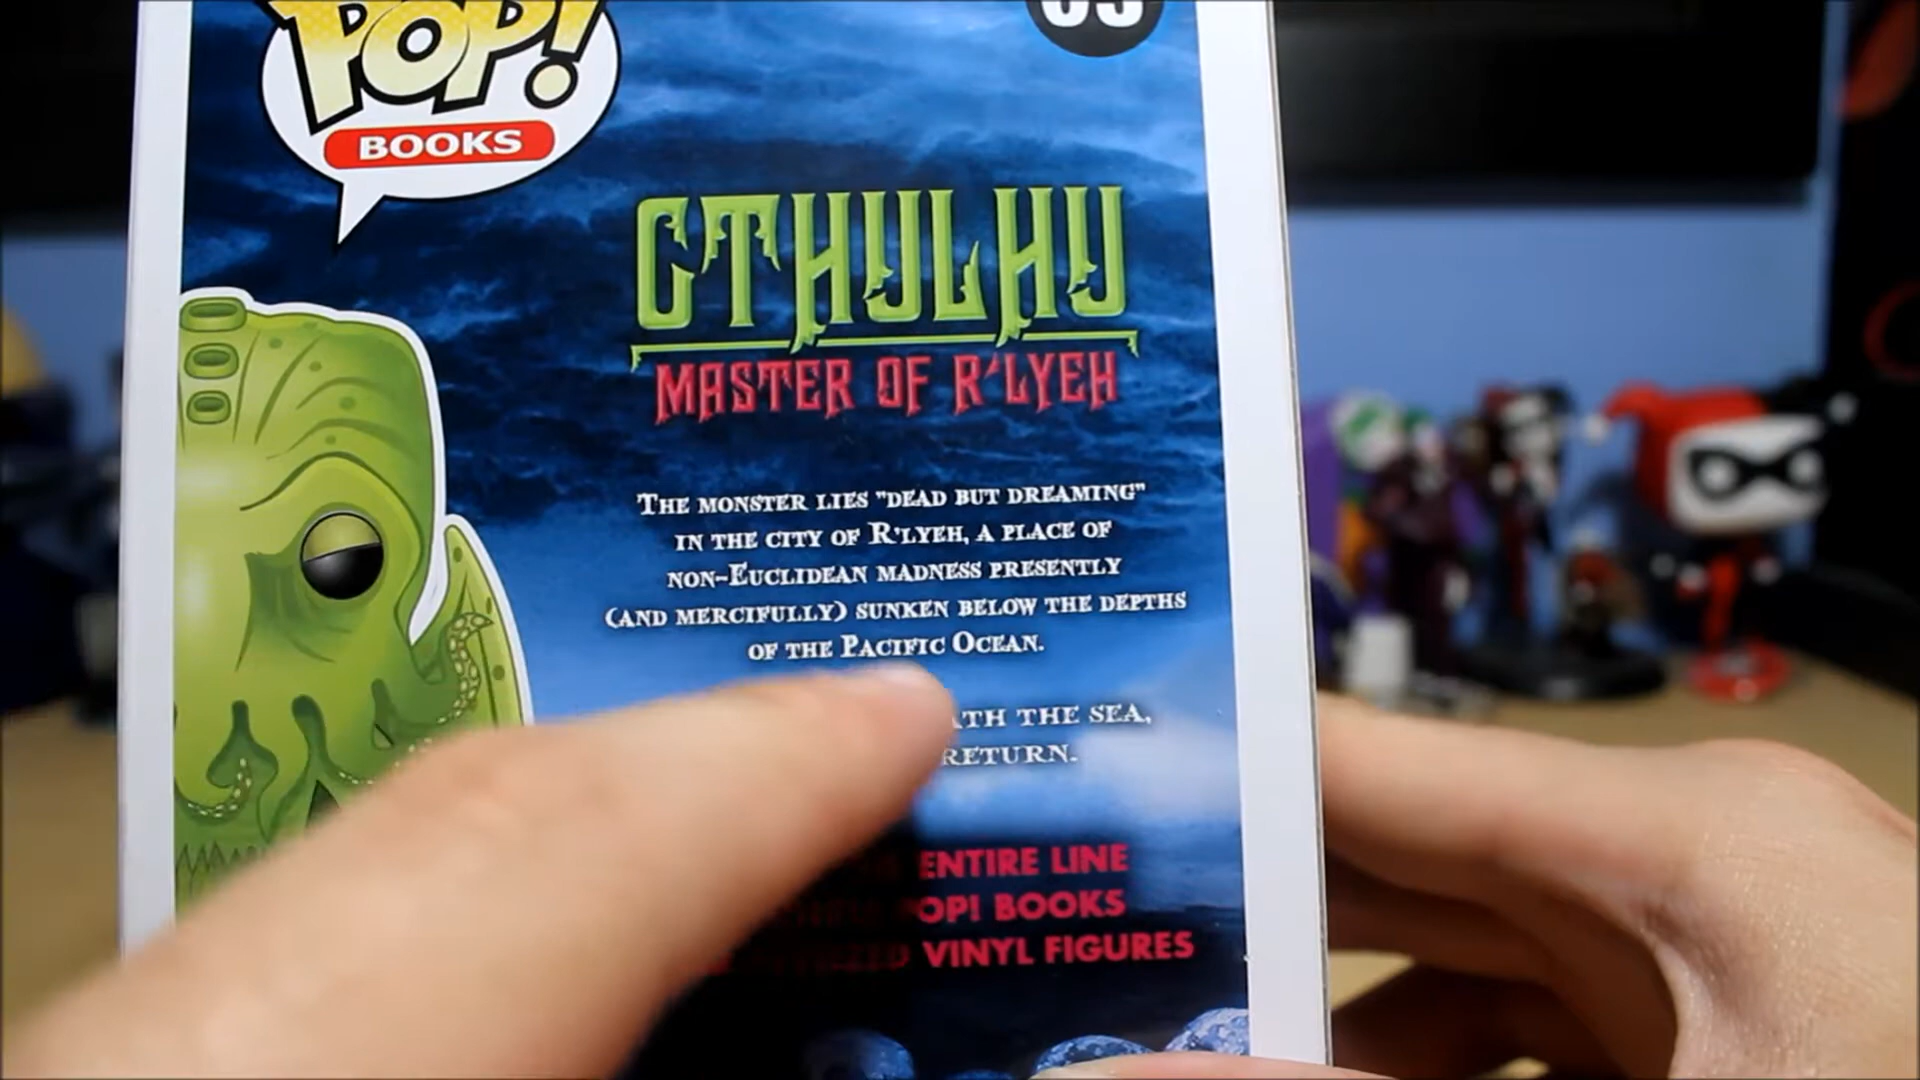 POP!
BOOKS
CTHULHU
MASTER OF R'LYEH
THE MONSTER LIES "DEAD BUT DREAMING"
IN THE CITY OF R'LYEH, A PLACE OF
NON-EUCLIDEAN MADNESS PRESENTLY
(AND MERCIFULLY) SUNKEN BELOW THE DEPTHS
OF THE PACIFIC OCEAN.
THE SEA,
RETURN.
ENTIRE LINE
POP! BOOKS
VINYL FIGURES